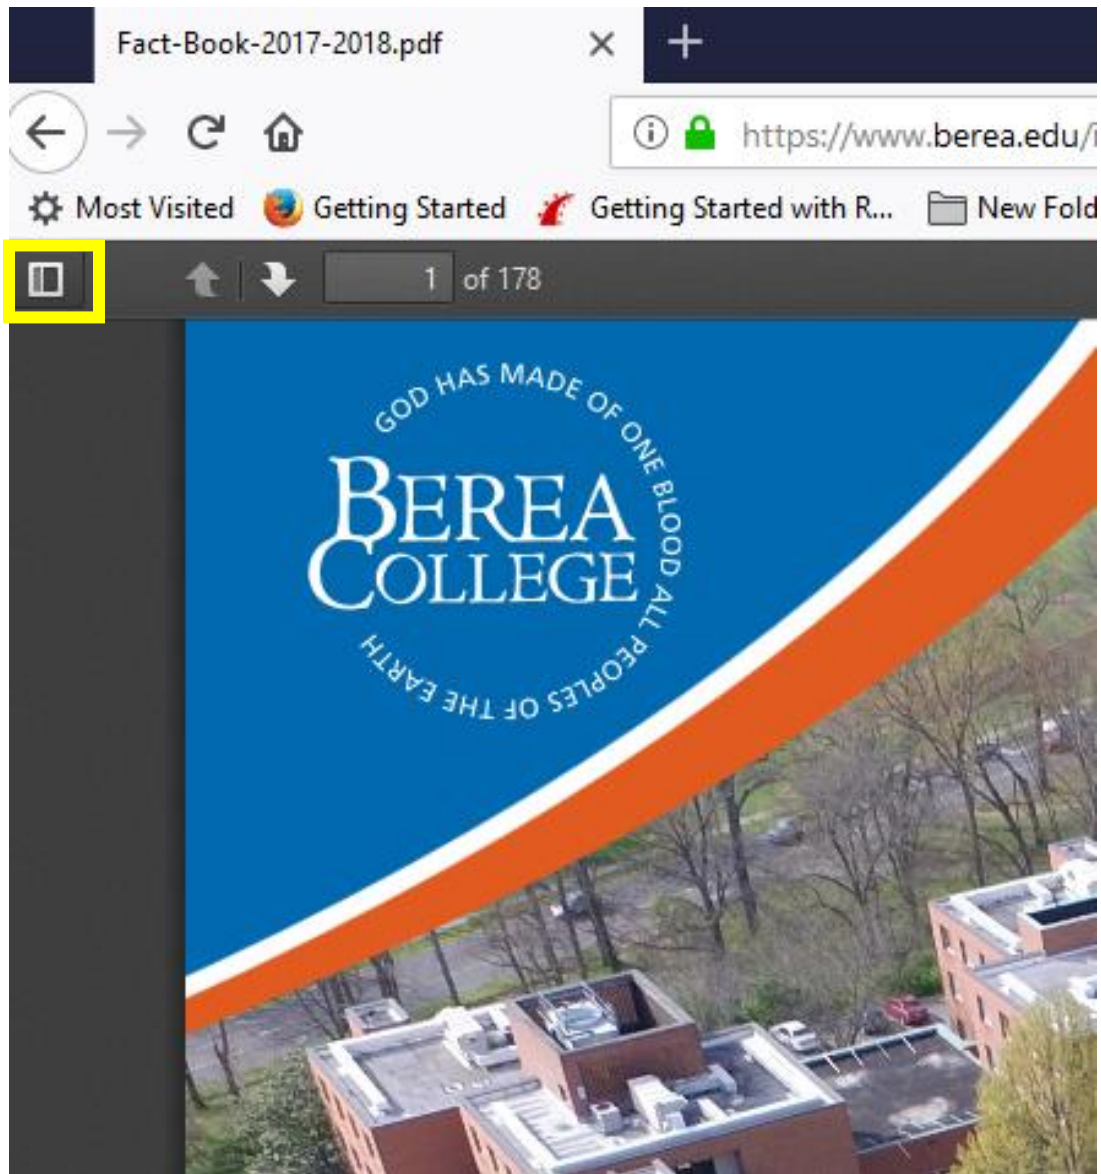 Fact-Book-2017-2018.pdf
https://www.berea.edu/i
Most Visited Getting Started Getting Started with R... New Fold
1 of 178
GOD HAS MADE OF ONE BLOOD ALL PEOPLES OF THE EARTH
BEREA
COLLEGE